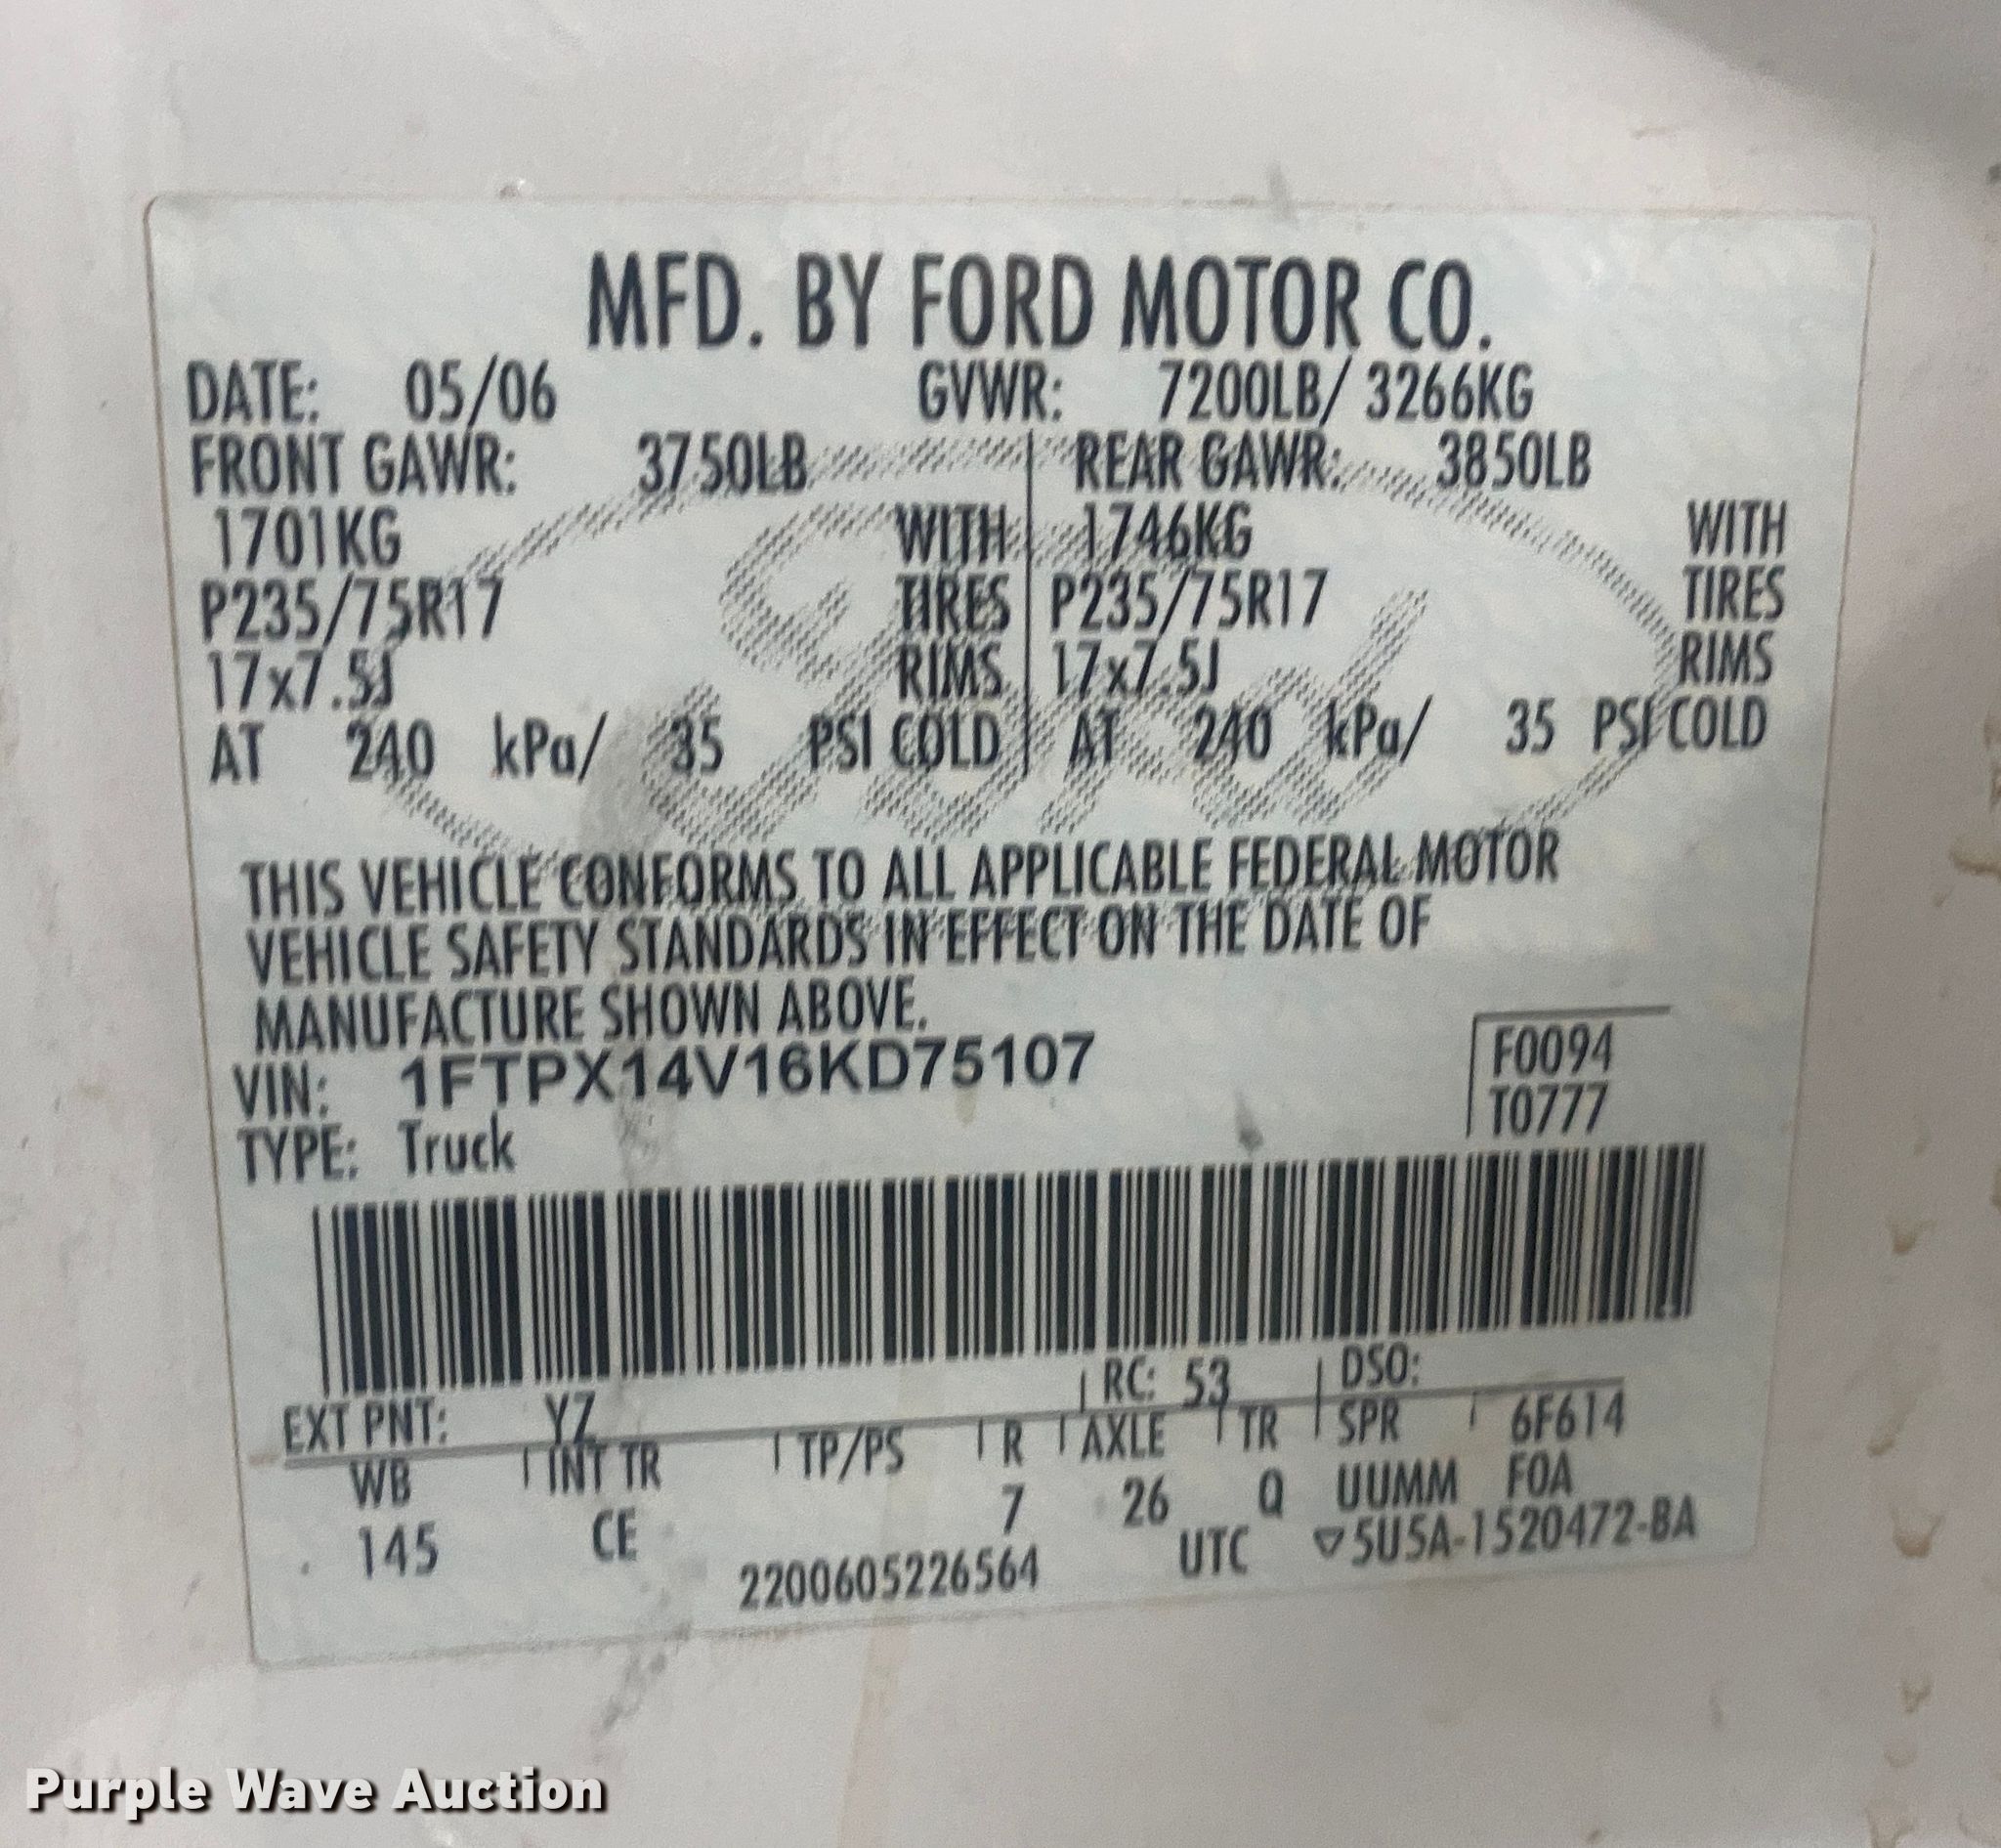 MFD. BY FORD MOTOR CO.
DATE: 05/06 GVWR: 7200LB/ 3266KG
FRONT GAWR: 3750LB REAR GAWR: 3850LB
1701KG WITH 1746KG WITH
P235/75R17 TIRES P235/75R17 TIRES
17x7.5J RIMS 17x7.5J RIMS
AT 240 kPa/ 35 PSI COLD AT 240 kPa/ 35 PSI COLD
Ford
THIS VEHICLE CONFORMS TO ALL APPLICABLE FEDERAL MOTOR
VEHICLE SAFETY STANDARDS IN EFFECT ON THE DATE OF
MANUFACTURE SHOWN ABOVE.
VIN: 1FTPX14V16KD75107 F0094
TYPE: Truck T0777
EXT PNT: YZ RC: 53 DSO:
WB INT TR TP/PS R AXLE TR SPR 6F614
145 CE 7 26 Q UUMM FOA
2200605226564 UTC ▽5U5A-1520472-BA
Purple Wave Auction